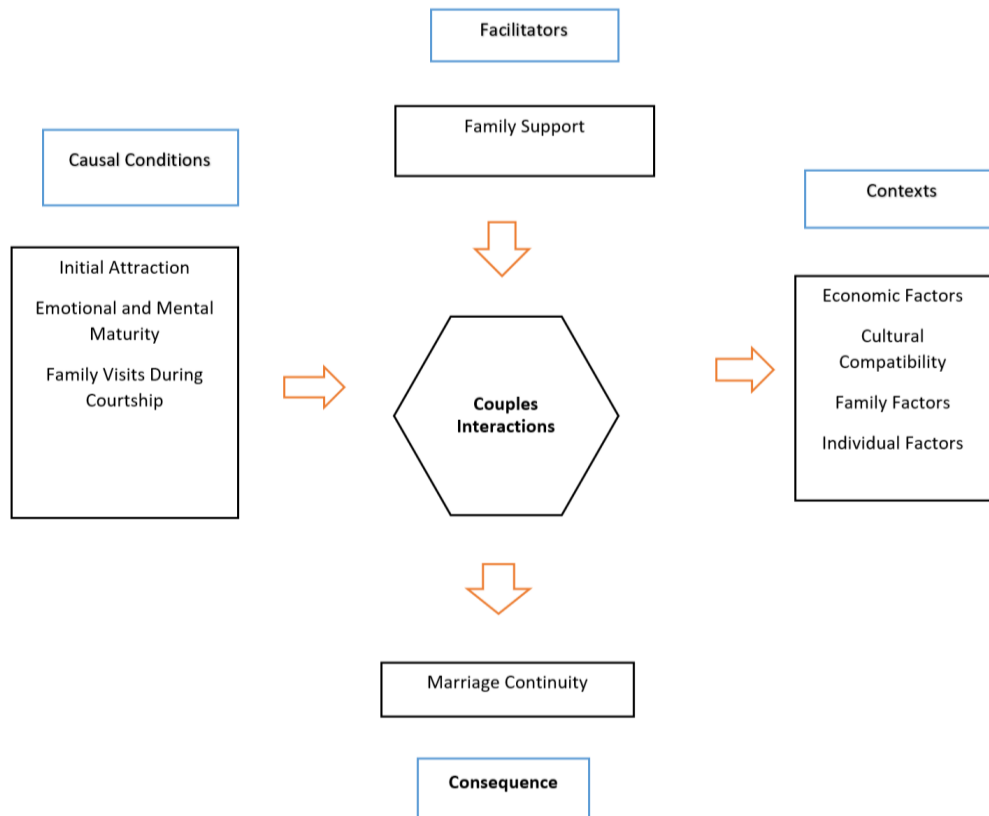 Facilitators
Family Support
Causal Conditions
Initial Attraction
Emotional and Mental
Maturity
Family Visits During
Courtship
Couples
Interactions
Contexts
Economic Factors
Cultural
Compatibility
Family Factors
Individual Factors
Marriage Continuity
Consequence